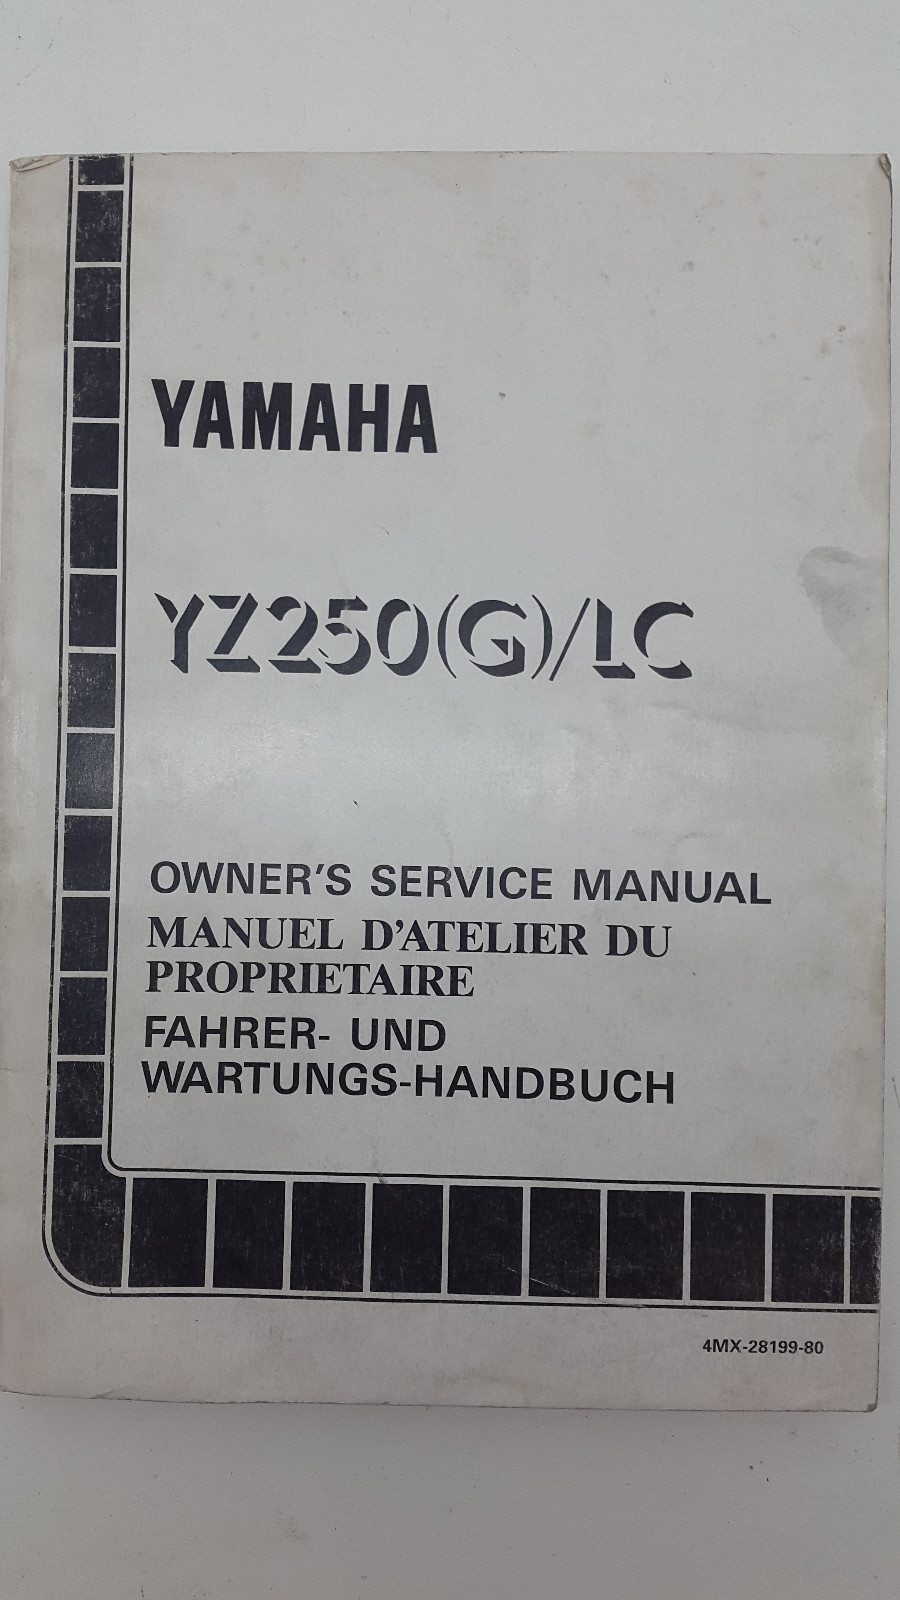 YAMAHA
YZ250(G)/LC
OWNER'S SERVICE MANUAL
MANUEL D'ATELIER DU
PROPRIETAIRE
FAHRER- UND
WARTUNGS-HANDBUCH
4MX-28199-80